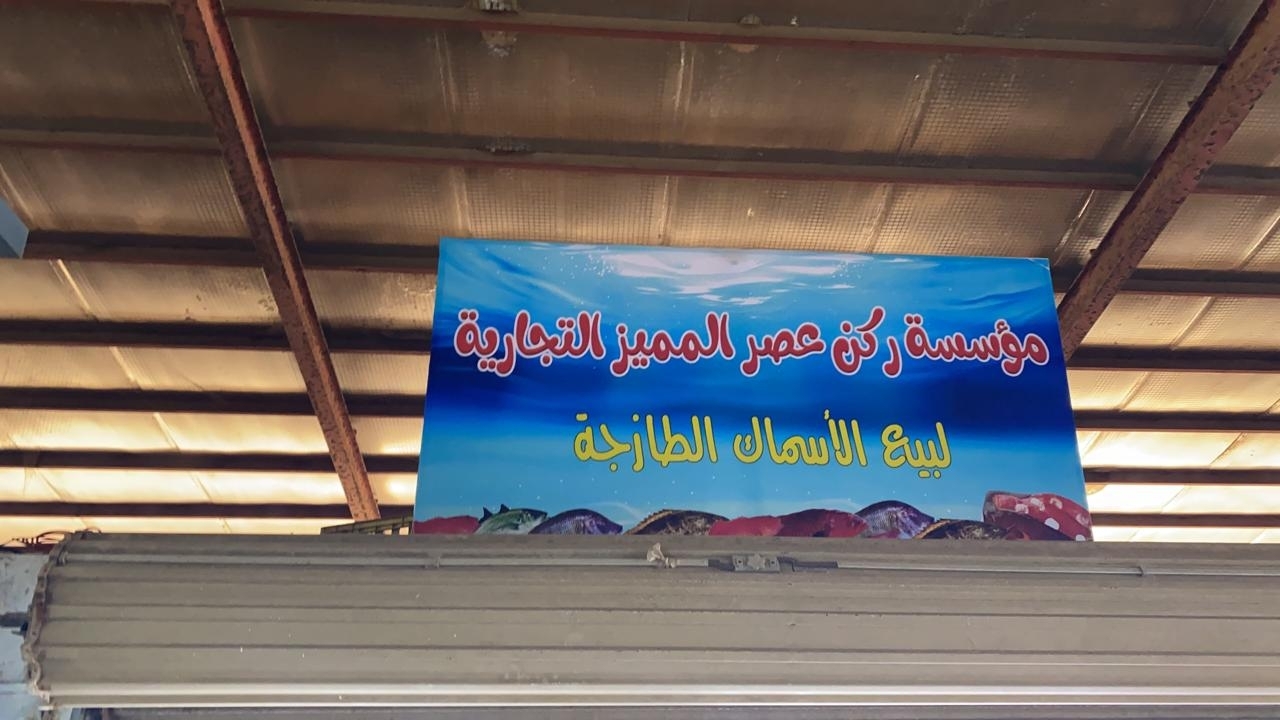 مؤسسة ركن عصر المميز التجارية
لبيع الأسماك الطازجة